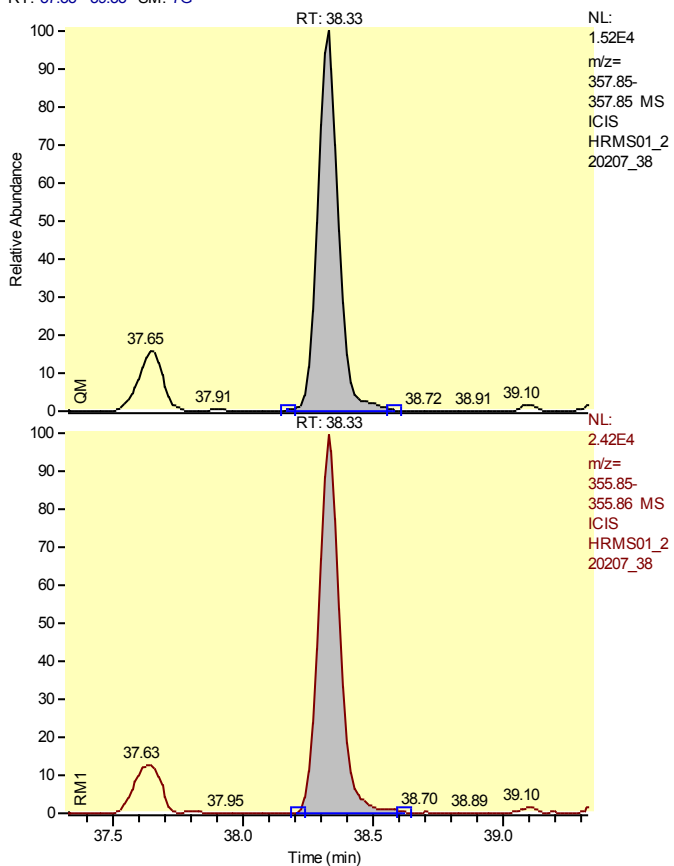 RT: 38.33
NL:
1.52E4
m/z=
357.85-
357.85 MS
ICIS
HRMS01_2
20207_38
100
90
80
70
60
50
40
30
20
10
0
Relative Abundance
QM
37.65
37.91
38.72
38.91
39.10
RT: 38.33
NL:
2.42E4
m/z=
355.85-
355.86 MS
ICIS
HRMS01_2
20207_38
100
90
80
70
60
50
40
30
20
10
0
RM1
37.63
37.95
38.70
38.89
39.10
37.5
38.0
38.5
39.0
Time (min)